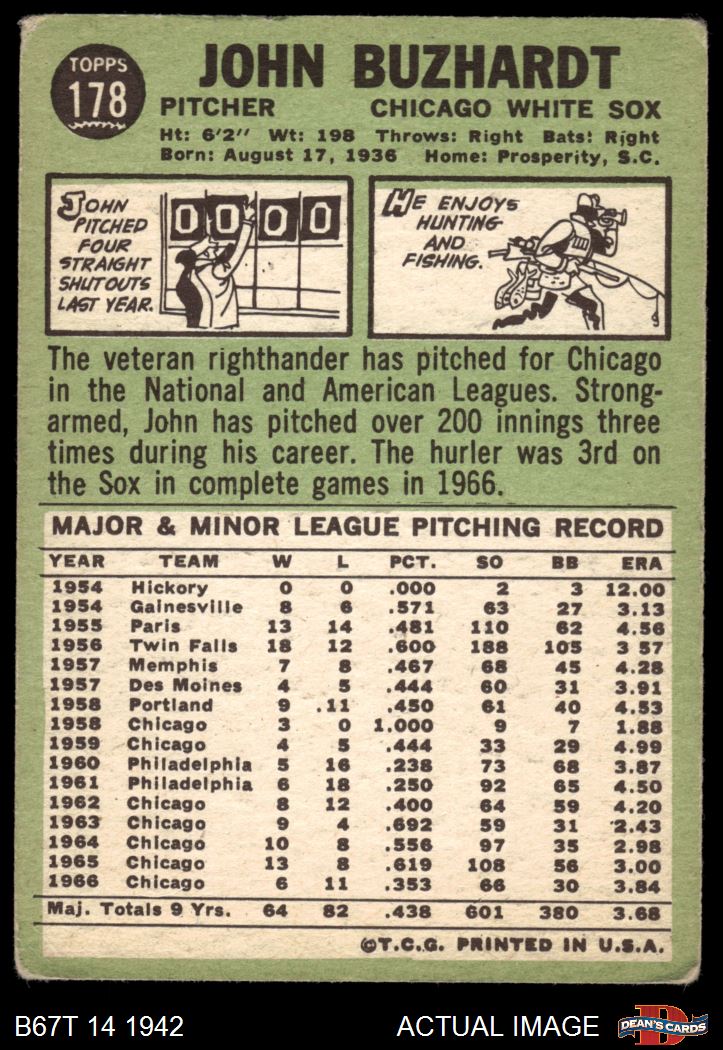 TOPPS
178
JOHN BUZHARDT
PITCHER CHICAGO WHITE SOX
Ht: 6'2" Wt: 198 Throws: Right Bats: Right
Born: August 17, 1936 Home: Prosperity, S.C.
JOHN
PITCHED
FOUR
STRAIGHT
SHUTOUTS
LAST YEAR.
0 0 0 0
HE ENJOYS
HUNTING
AND
FISHING.
The veteran righthander has pitched for Chicago
in the National and American Leagues. Strong-
armed, John has pitched over 200 innings three
times during his career. The hurler was 3rd on
the Sox in complete games in 1966.
MAJOR & MINOR LEAGUE PITCHING RECORD
YEAR TEAM W L PCT. SO BB ERA
1954 Hickory 0 0 .000 2 3 12.00
1954 Gainesville 8 6 .571 63 27 3.13
1955 Paris 13 14 .481 110 62 4.56
1956 Twin Falls 18 12 .600 188 105 3 57
1957 Memphis 7 8 .467 68 45 4.28
1957 Des Moines 4 5 .444 60 31 3.91
1958 Portland 9 .11 .450 61 40 4.53
1958 Chicago 3 0 1.000 9 7 1.88
1959 Chicago 4 5 .444 33 29 4.99
1960 Philadelphia 5 16 .238 73 68 3.87
1961 Philadelphia 6 18 .250 92 65 4.50
1962 Chicago 8 12 .400 64 59 4.20
1963 Chicago 9 4 .692 59 31 2.43
1964 Chicago 10 8 .556 97 35 2.98
1965 Chicago 13 8 .619 108 56 3.00
1966 Chicago 6 11 .353 66 30 3.84
Maj. Totals 9 Yrs. 64 82 .438 601 380 3.68
©T.C.G. PRINTED IN U.S.A.
B67T 14 1942 ACTUAL IMAGE
D
DEAN'S CARDS